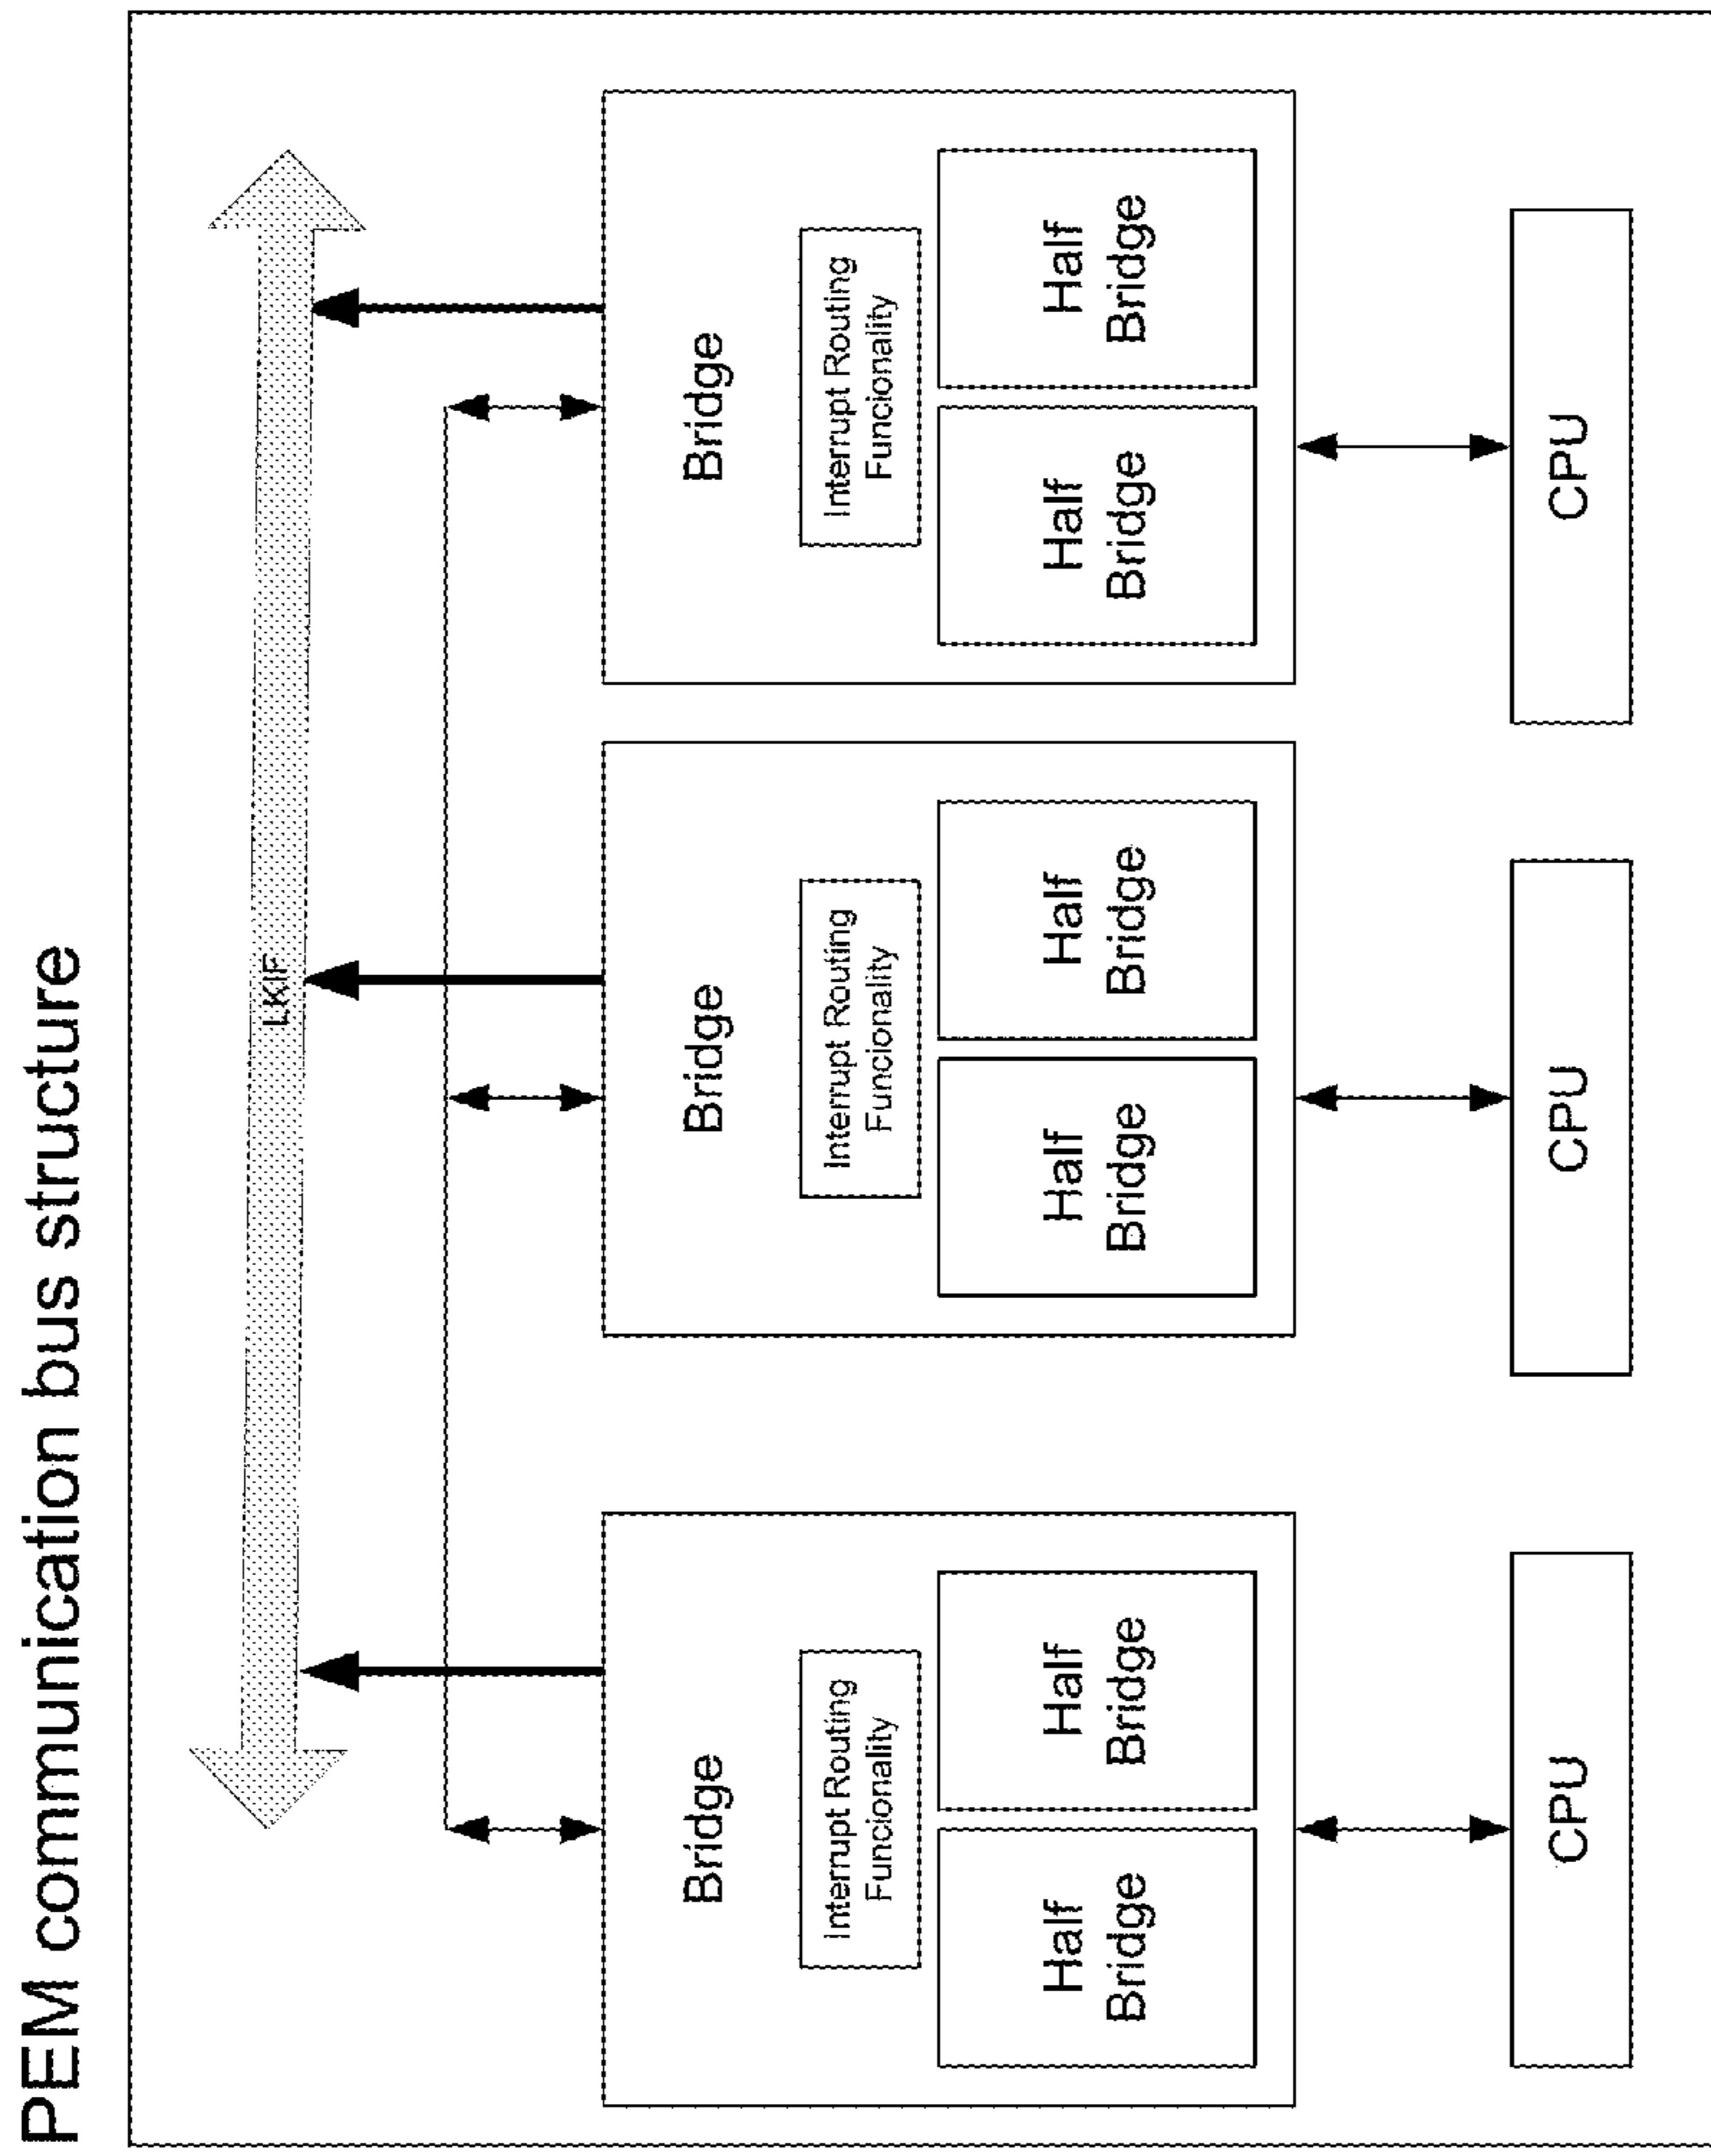 PEM communication bus structure
LKIF
Bridge
Interrupt Routing
Funcionality
Half
Bridge
Half
Bridge
CPU
Bridge
Interrupt Routing
Funcionality
Half
Bridge
Half
Bridge
CPU
Bridge
Interrupt Routing
Funcionality
Half
Bridge
Half
Bridge
CPU